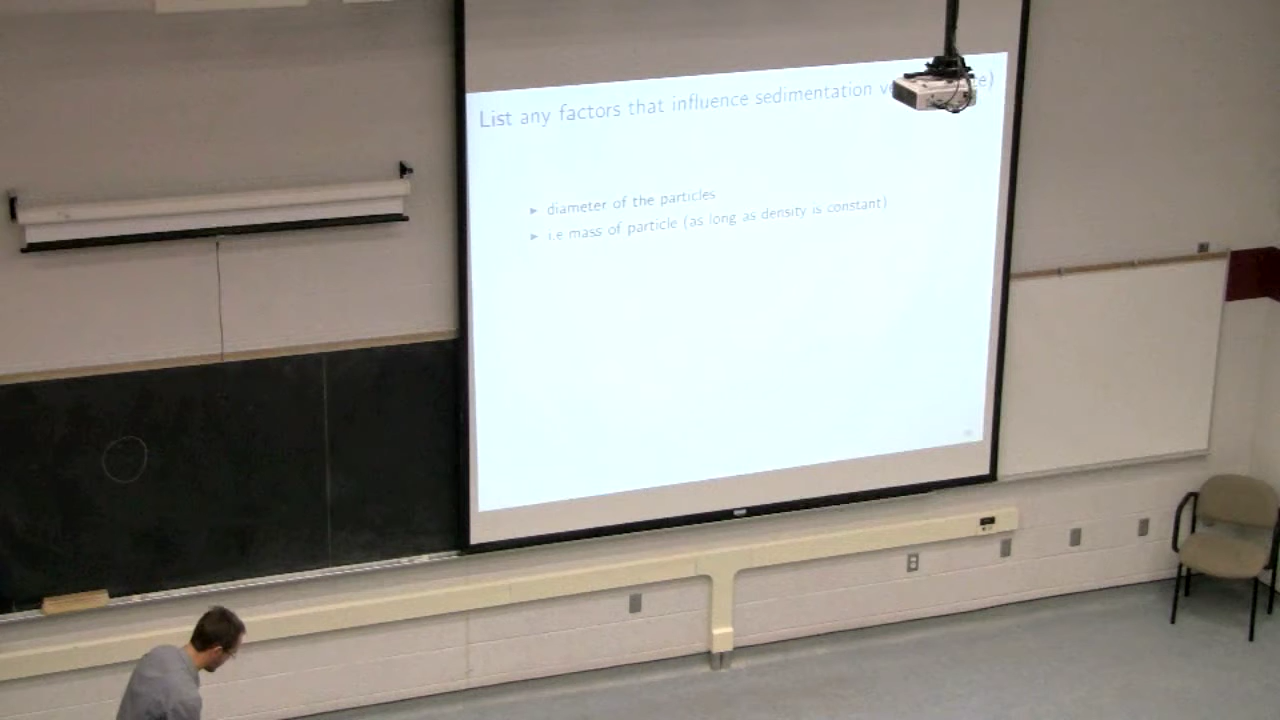 List any factors that influence sedimentation
▶ diameter of the particles
▶ i.e mass of particle (as long as density is constant)